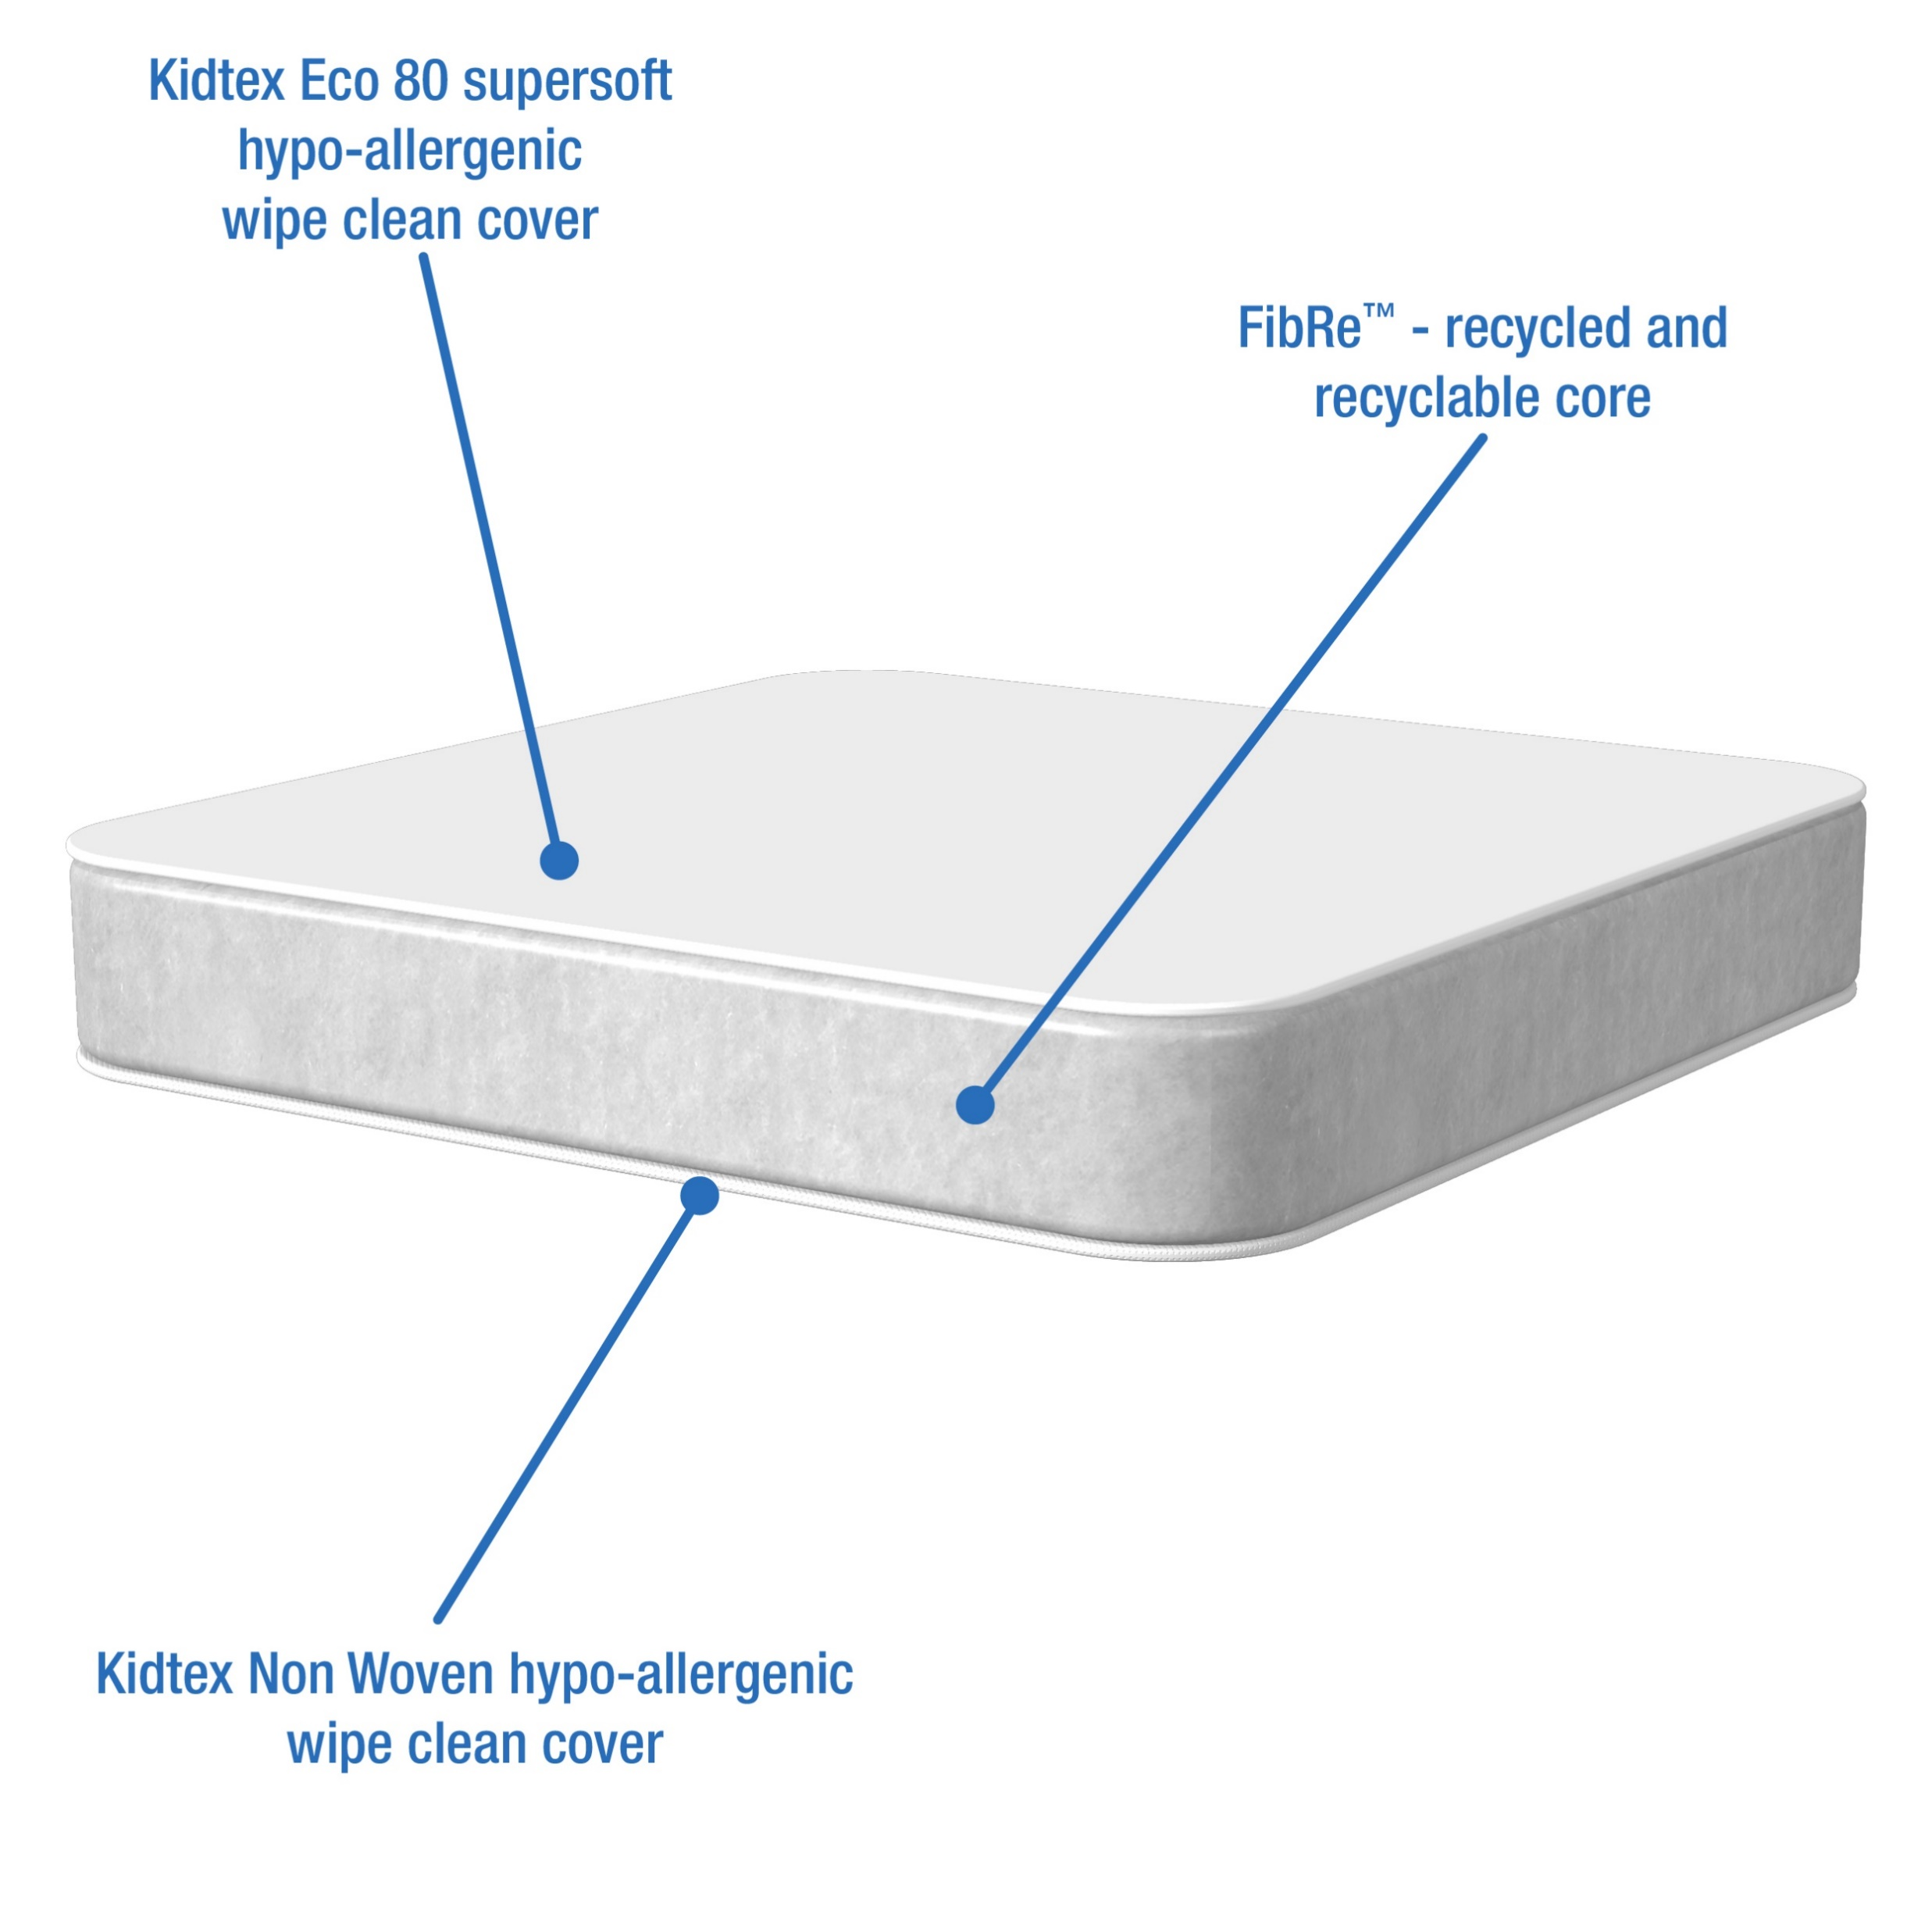 Kidtex Eco 80 supersoft
hypo-allergenic
wipe clean cover
FibRe™ - recycled and
recyclable core
Kidtex Non Woven hypo-allergenic
wipe clean cover